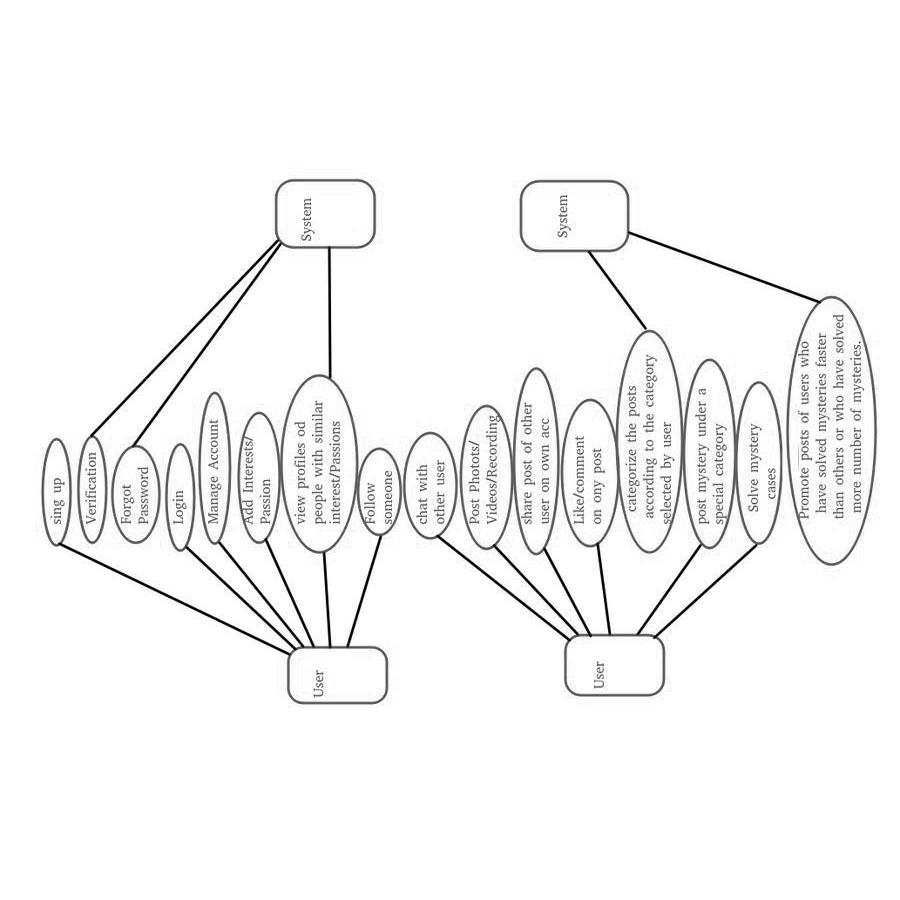 sing up
Verification
Forgot
Password
Login
Manage Account
Add Interests/
Passion
view profiles od
people with similar
interest/Passions
Follow
someone
System
User
chat with
other user
Post Photots/
Videos/Recording
share post of other
user on own acc
Like/comment
on ony post
categorize the posts
according to the category
selected by user
post mystery under a
special category
Solve mystery
cases
Promote posts of users who
have solved mysteries faster
than others or who have solved
more number of mysteries.
System
User